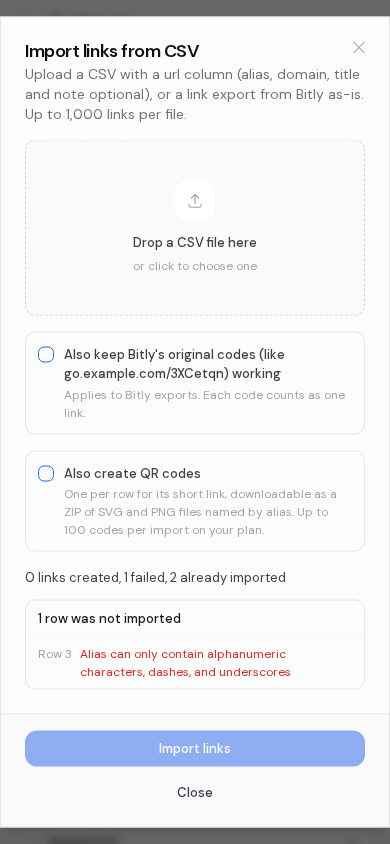 Import links from CSV
Upload a CSV with a url column (alias, domain, title
and note optional), or a link export from Bitly as-is.
Up to 1,000 links per file.
Drop a CSV file here
or click to choose one
Also keep Bitly's original codes (like
go.example.com/3XCetqn) working
Applies to Bitly exports. Each code counts as one
link.
Also create QR codes
One per row for its short link, downloadable as a
ZIP of SVG and PNG files named by alias. Up to
100 codes per import on your plan.
0 links created, 1 failed, 2 already imported
1 row was not imported
Row 3 Alias can only contain alphanumeric
characters, dashes, and underscores
Import links
Close